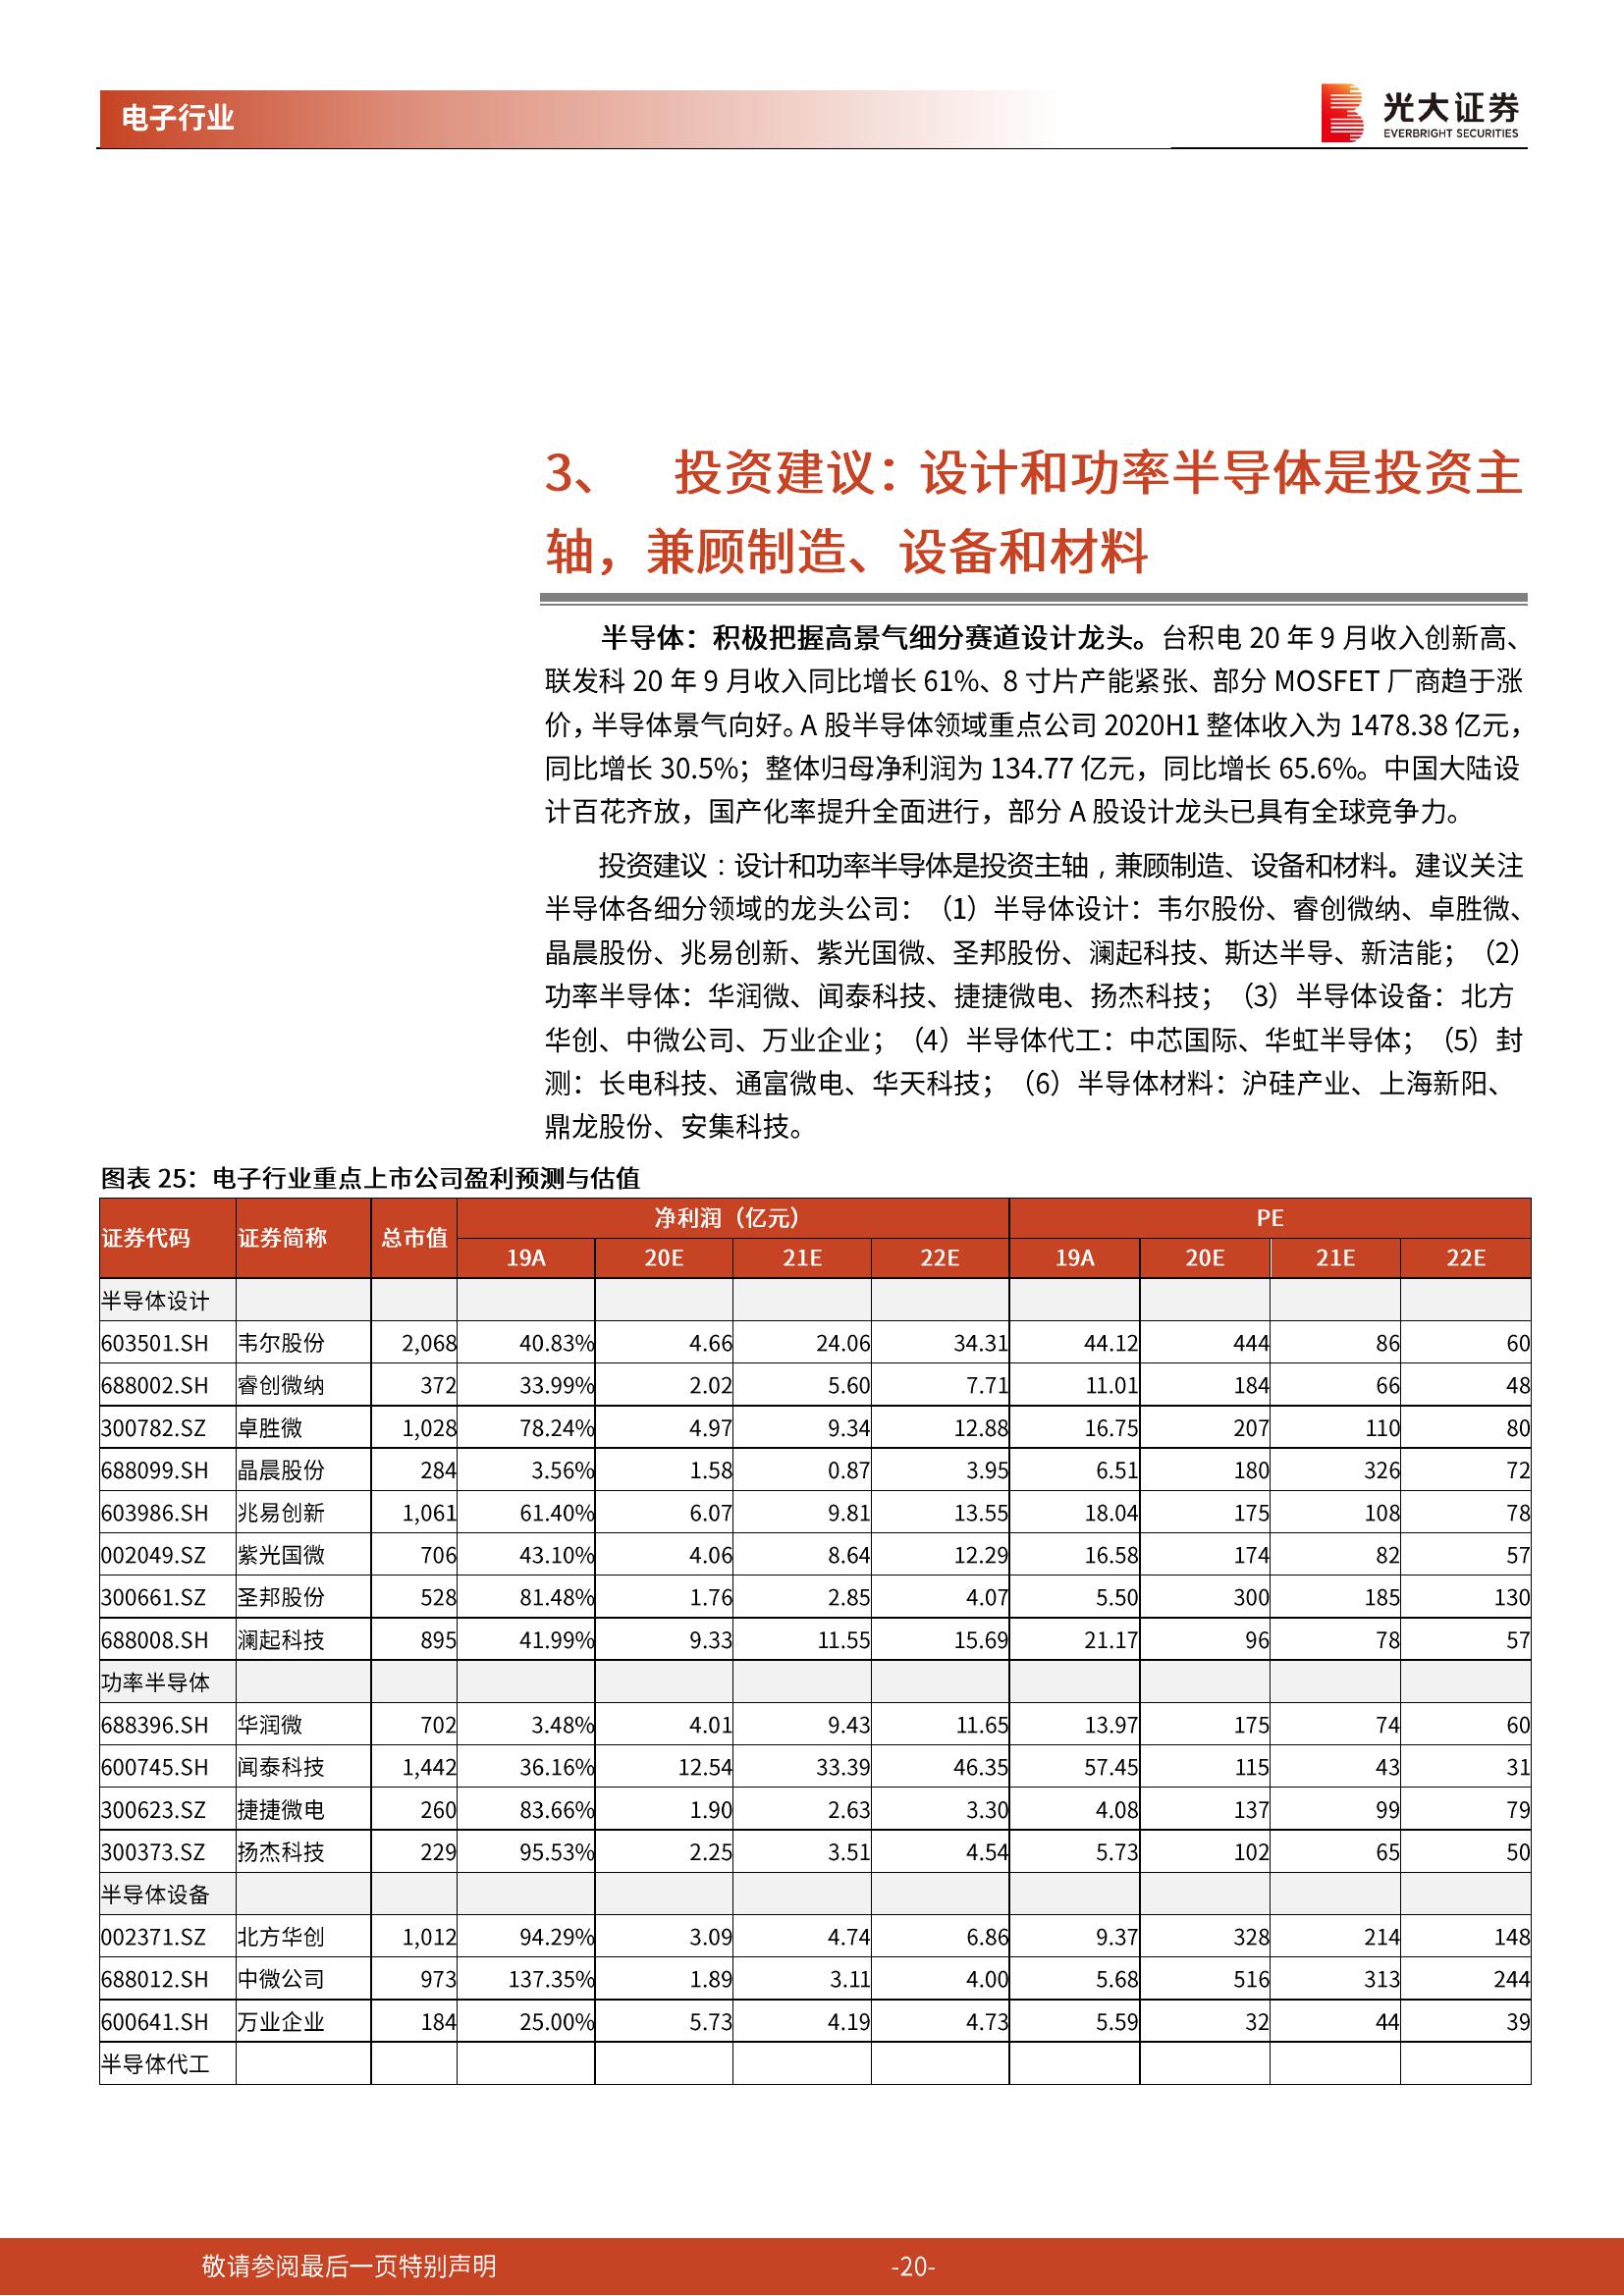 电子行业
光大证券
EVERBRIGHT SECURITIES
3、 投资建议：设计和功率半导体是投资主
轴，兼顾制造、设备和材料
半导体：积极把握高景气细分赛道设计龙头。台积电 20 年 9 月收入创新高、
联发科 20 年 9 月收入同比增长 61%、8 寸片产能紧张、部分 MOSFET 厂商趋于涨
价，半导体景气向好。A 股半导体领域重点公司 2020H1 整体收入为 1478.38 亿元，
同比增长 30.5%；整体归母净利润为 134.77 亿元，同比增长 65.6%。中国大陆设
计百花齐放，国产化率提升全面进行，部分 A 股设计龙头已具有全球竞争力。
投资建议：设计和功率半导体是投资主轴，兼顾制造、设备和材料。建议关注
半导体各细分领域的龙头公司：（1）半导体设计：韦尔股份、睿创微纳、卓胜微、
晶晨股份、兆易创新、紫光国微、圣邦股份、澜起科技、斯达半导、新洁能；（2）
功率半导体：华润微、闻泰科技、捷捷微电、扬杰科技；（3）半导体设备：北方
华创、中微公司、万业企业；（4）半导体代工：中芯国际、华虹半导体；（5）封
测：长电科技、通富微电、华天科技；（6）半导体材料：沪硅产业、上海新阳、
鼎龙股份、安集科技。
图表 25：电子行业重点上市公司盈利预测与估值
证券代码 证券简称 总市值 净利润（亿元） PE
19A 20E 21E 22E 19A 20E 21E 22E
半导体设计
603501.SH 韦尔股份 2,068 40.83% 4.66 24.06 34.31 44.12 444 86 60
688002.SH 睿创微纳 372 33.99% 2.02 5.60 7.71 11.01 184 66 48
300782.SZ 卓胜微 1,028 78.24% 4.97 9.34 12.88 16.75 207 110 80
688099.SH 晶晨股份 284 3.56% 1.58 0.87 3.95 6.51 180 326 72
603986.SH 兆易创新 1,061 61.40% 6.07 9.81 13.55 18.04 175 108 78
002049.SZ 紫光国微 706 43.10% 4.06 8.64 12.29 16.58 174 82 57
300661.SZ 圣邦股份 528 81.48% 1.76 2.85 4.07 5.50 300 185 130
688008.SH 澜起科技 895 41.99% 9.33 11.55 15.69 21.17 96 78 57
功率半导体
688396.SH 华润微 702 3.48% 4.01 9.43 11.65 13.97 175 74 60
600745.SH 闻泰科技 1,442 36.16% 12.54 33.39 46.35 57.45 115 43 31
300623.SZ 捷捷微电 260 83.66% 1.90 2.63 3.30 4.08 137 99 79
300373.SZ 扬杰科技 229 95.53% 2.25 3.51 4.54 5.73 102 65 50
半导体设备
002371.SZ 北方华创 1,012 94.29% 3.09 4.74 6.86 9.37 328 214 148
688012.SH 中微公司 973 137.35% 1.89 3.11 4.00 5.68 516 313 244
600641.SH 万业企业 184 25.00% 5.73 4.19 4.73 5.59 32 44 39
半导体代工
敬请参阅最后一页特别声明 -20-